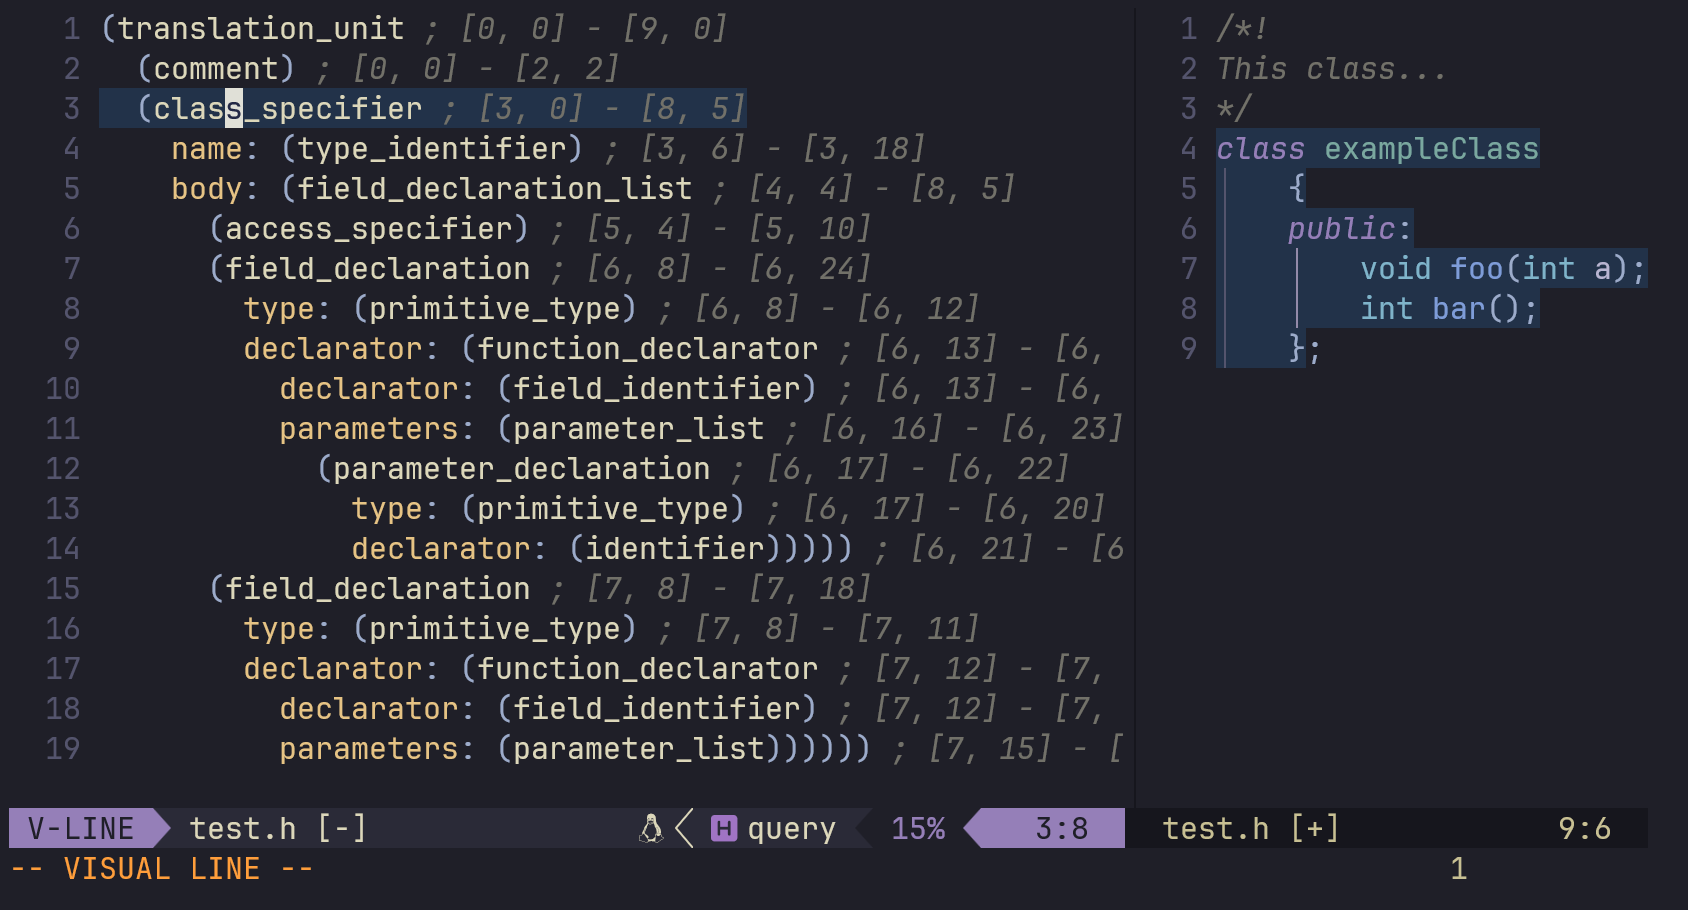 1 (translation_unit ; [0, 0] - [9, 0]
2   (comment) ; [0, 0] - [2, 2]
3   (class_specifier ; [3, 0] - [8, 5]
4     name: (type_identifier) ; [3, 6] - [3, 18]
5     body: (field_declaration_list ; [4, 4] - [8, 5]
6       (access_specifier) ; [5, 4] - [5, 10]
7       (field_declaration ; [6, 8] - [6, 24]
8         type: (primitive_type) ; [6, 8] - [6, 12]
9         declarator: (function_declarator ; [6, 13] - [6,
10           declarator: (field_identifier) ; [6, 13] - [6,
11           parameters: (parameter_list ; [6, 16] - [6, 23]
12             (parameter_declaration ; [6, 17] - [6, 22]
13               type: (primitive_type) ; [6, 17] - [6, 20]
14               declarator: (identifier))))) ; [6, 21] - [6
15       (field_declaration ; [7, 8] - [7, 18]
16         type: (primitive_type) ; [7, 8] - [7, 11]
17         declarator: (function_declarator ; [7, 12] - [7,
18           declarator: (field_identifier) ; [7, 12] - [7,
19           parameters: (parameter_list)))))) ; [7, 15] - [
1 /*!
2 This class...
3 */
4 class exampleClass
5     {
6     public:
7         void foo(int a);
8         int bar();
9     };
V-LINE test.h [-] H query 15% 3:8 test.h [+] 9:6
-- VISUAL LINE -- 1